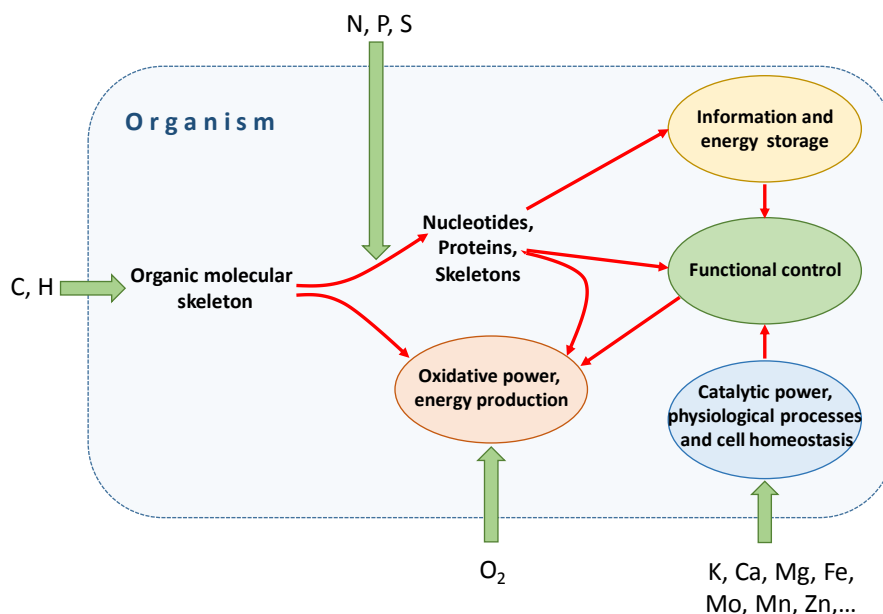 N, P, S
Organism
Information and
energy storage
Nucleotides,
Proteins,
Skeletons
C, H
Organic molecular
skeleton
Functional control
Oxidative power,
energy production
Catalytic power,
physiological processes
and cell homeostasis
O₂
K, Ca, Mg, Fe,
Mo, Mn, Zn,...